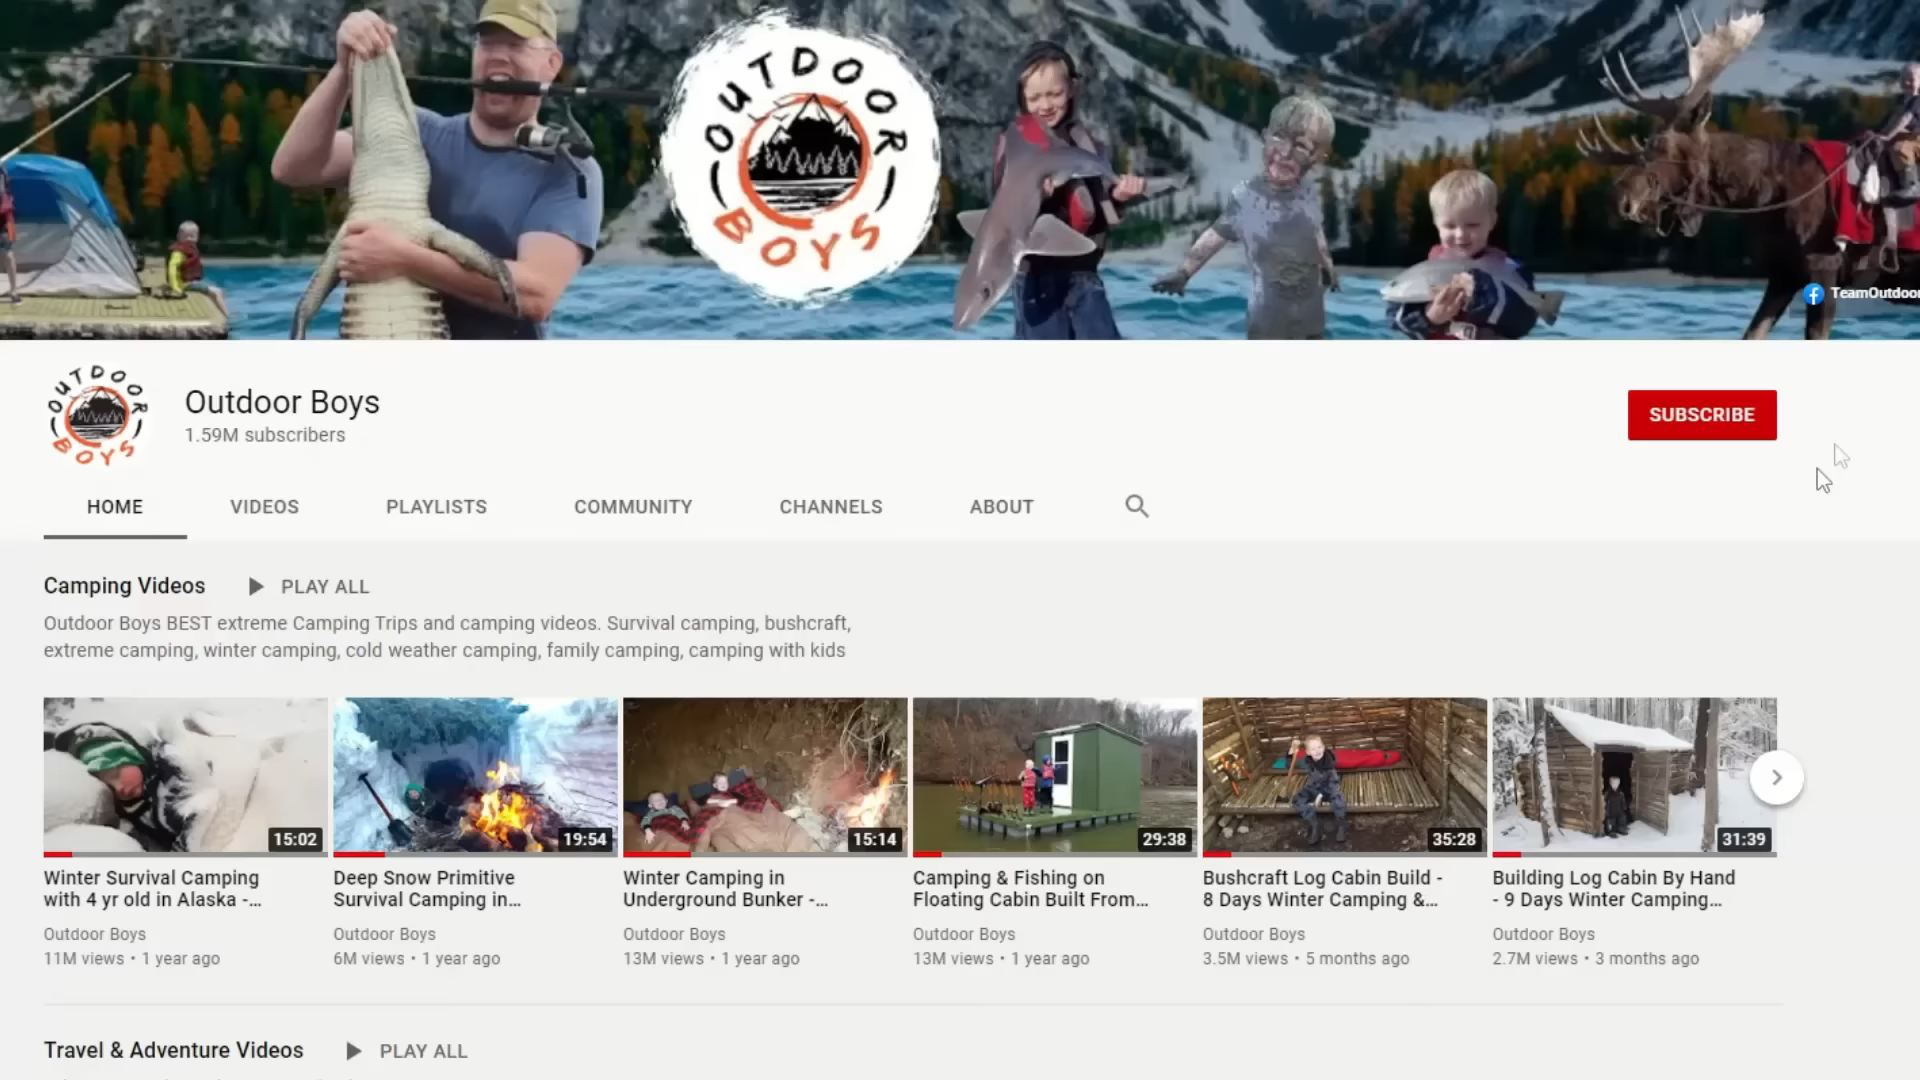 OUTDOOR
BOYS
TeamOutdoor
OUTDOOR
BOYS
Outdoor Boys
1.59M subscribers
SUBSCRIBE
HOME VIDEOS PLAYLISTS COMMUNITY CHANNELS ABOUT
Camping Videos PLAY ALL
Outdoor Boys BEST extreme Camping Trips and camping videos. Survival camping, bushcraft,
extreme camping, winter camping, cold weather camping, family camping, camping with kids
15:02 19:54 15:14 29:38 35:28 31:39
Winter Survival Camping
with 4 yr old in Alaska -...
Outdoor Boys
11M views • 1 year ago
Deep Snow Primitive
Survival Camping in...
Outdoor Boys
6M views • 1 year ago
Winter Camping in
Underground Bunker -...
Outdoor Boys
13M views • 1 year ago
Camping & Fishing on
Floating Cabin Built From...
Outdoor Boys
13M views • 1 year ago
Bushcraft Log Cabin Build -
8 Days Winter Camping &...
Outdoor Boys
3.5M views • 5 months ago
Building Log Cabin By Hand
- 9 Days Winter Camping...
Outdoor Boys
2.7M views • 3 months ago
Travel & Adventure Videos PLAY ALL